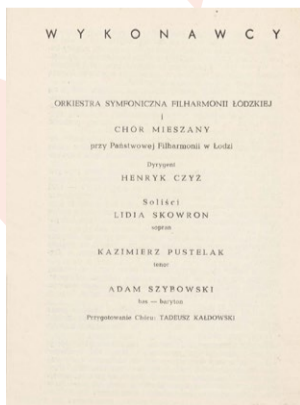 WYKONAWCY
ORKIESTRA SYMFONICZNA FILHARMONII ŁÓDZKIEJ
I
CHÓR MIESZANY
przy Państwowej Filharmonii w Łodzi
Dyrygent
HENRYK CZYŻ
Soliści
LIDIA SKOWRON
sopran
KAZIMIERZ PUSTELAK
tenor
ADAM SZYBOWSKI
bas — baryton
Przygotowanie Chóru: TADEUSZ KAŁDOWSKI